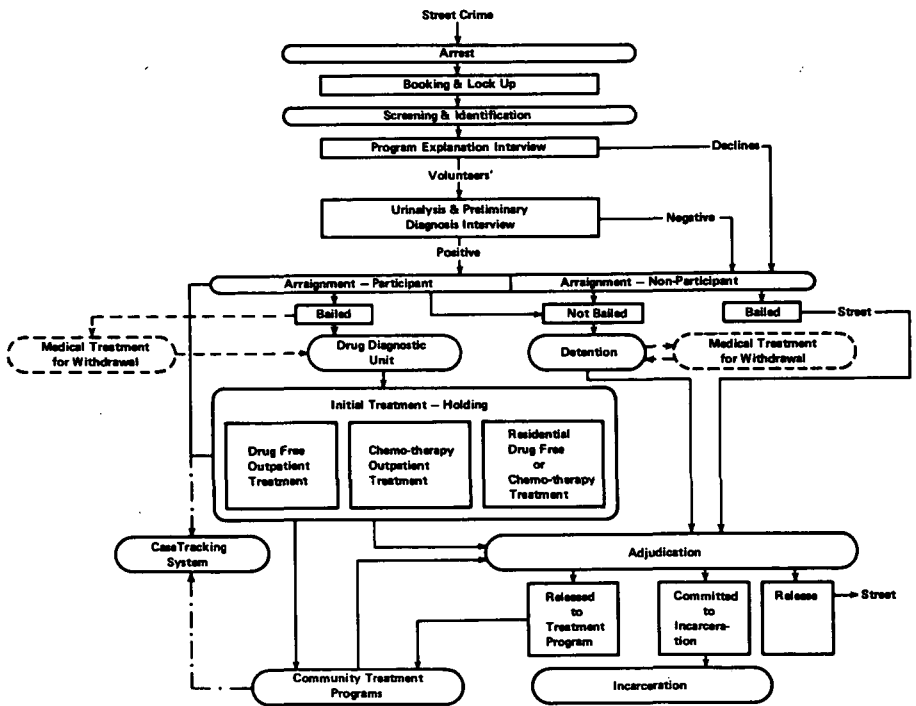 Street Crime
Arrest
Booking & Lock Up
Screening & Identification
Program Explanation Interview
Declines
Volunteers'
Urinalysis & Preliminary
Diagnosis Interview
Negative
Positive
Arraignment — Participant
Arraignment — Non-Participant
Bailed
Not Bailed
Bailed
Street
Medical Treatment
for Withdrawal
Drug Diagnostic
Unit
Detention
Medical Treatment
for Withdrawal
Initial Treatment — Holding
Drug Free
Outpatient
Treatment
Chemo-therapy
Outpatient
Treatment
Residential
Drug Free
or
Chemo-therapy
Treatment
CaseTracking
System
Adjudication
Released
to
Treatment
Program
Committed
to
Incarcera-
tion
Release
Street
Community Treatment
Programs
Incarceration